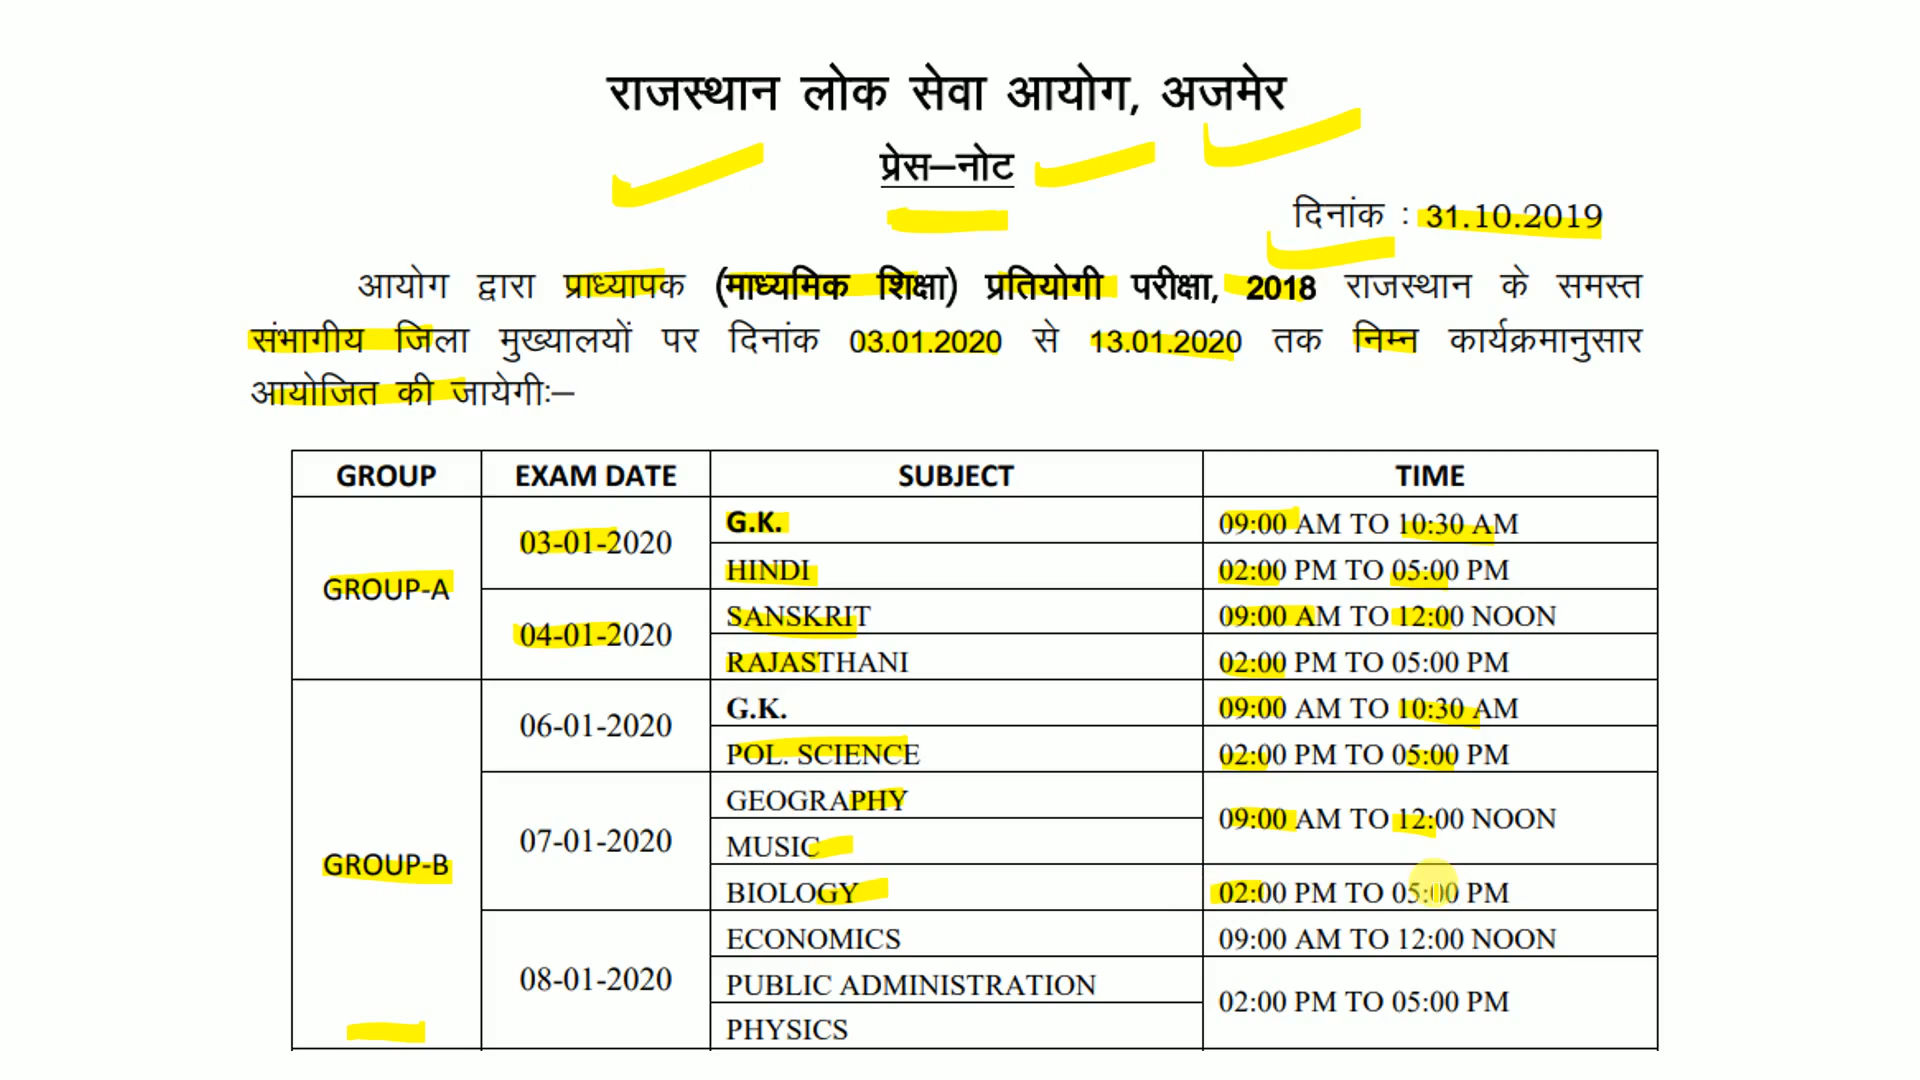 राजस्थान लोक सेवा आयोग, अजमेर
प्रेस–नोट
दिनांक : 31.10.2019
आयोग द्वारा प्राध्यापक (माध्यमिक शिक्षा) प्रतियोगी परीक्षा, 2018 राजस्थान के समस्त
संभागीय जिला मुख्यालयों पर दिनांक 03.01.2020 से 13.01.2020 तक निम्न कार्यक्रमानुसार
आयोजित की जायेगीः–
GROUP EXAM DATE SUBJECT TIME
GROUP-A 03-01-2020 G.K. 09:00 AM TO 10:30 AM
HINDI 02:00 PM TO 05:00 PM
04-01-2020 SANSKRIT 09:00 AM TO 12:00 NOON
RAJASTHANI 02:00 PM TO 05:00 PM
GROUP-B 06-01-2020 G.K. 09:00 AM TO 10:30 AM
POL. SCIENCE 02:00 PM TO 05:00 PM
07-01-2020 GEOGRAPHY 09:00 AM TO 12:00 NOON
MUSIC
BIOLOGY 02:00 PM TO 05:00 PM
08-01-2020 ECONOMICS 09:00 AM TO 12:00 NOON
PUBLIC ADMINISTRATION 02:00 PM TO 05:00 PM
PHYSICS